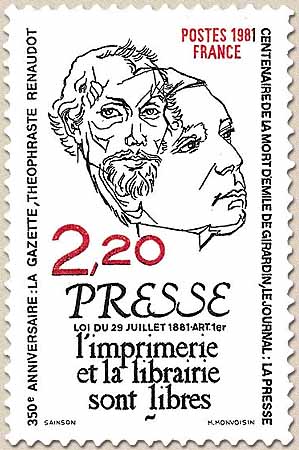 POSTES 1981
FRANCE
350e ANNIVERSAIRE : LA GAZETTE, THÉOPHRASTE RENAUDOT
CENTENAIRE DE LA MORT D'EMILE DE GIRARDIN, LE JOURNAL : LA PRESSE
2,20
PRESSE
LOI DU 29 JUILLET 1881-ART.1er
l'imprimerie
et la librairie
sont libres
SAINSON
M.MONVOISIN